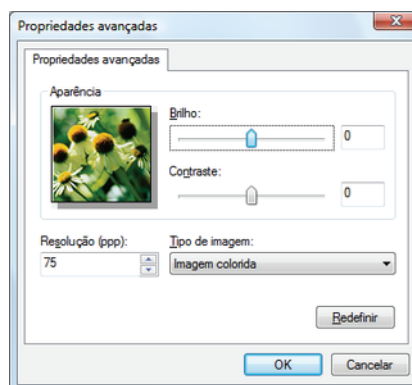 Propriedades avançadas
Propriedades avançadas
Aparência
Brilho:
0
Contraste:
0
Resolução (ppp):
Tipo de imagem:
75
Imagem colorida
Redefinir
OK
Cancelar